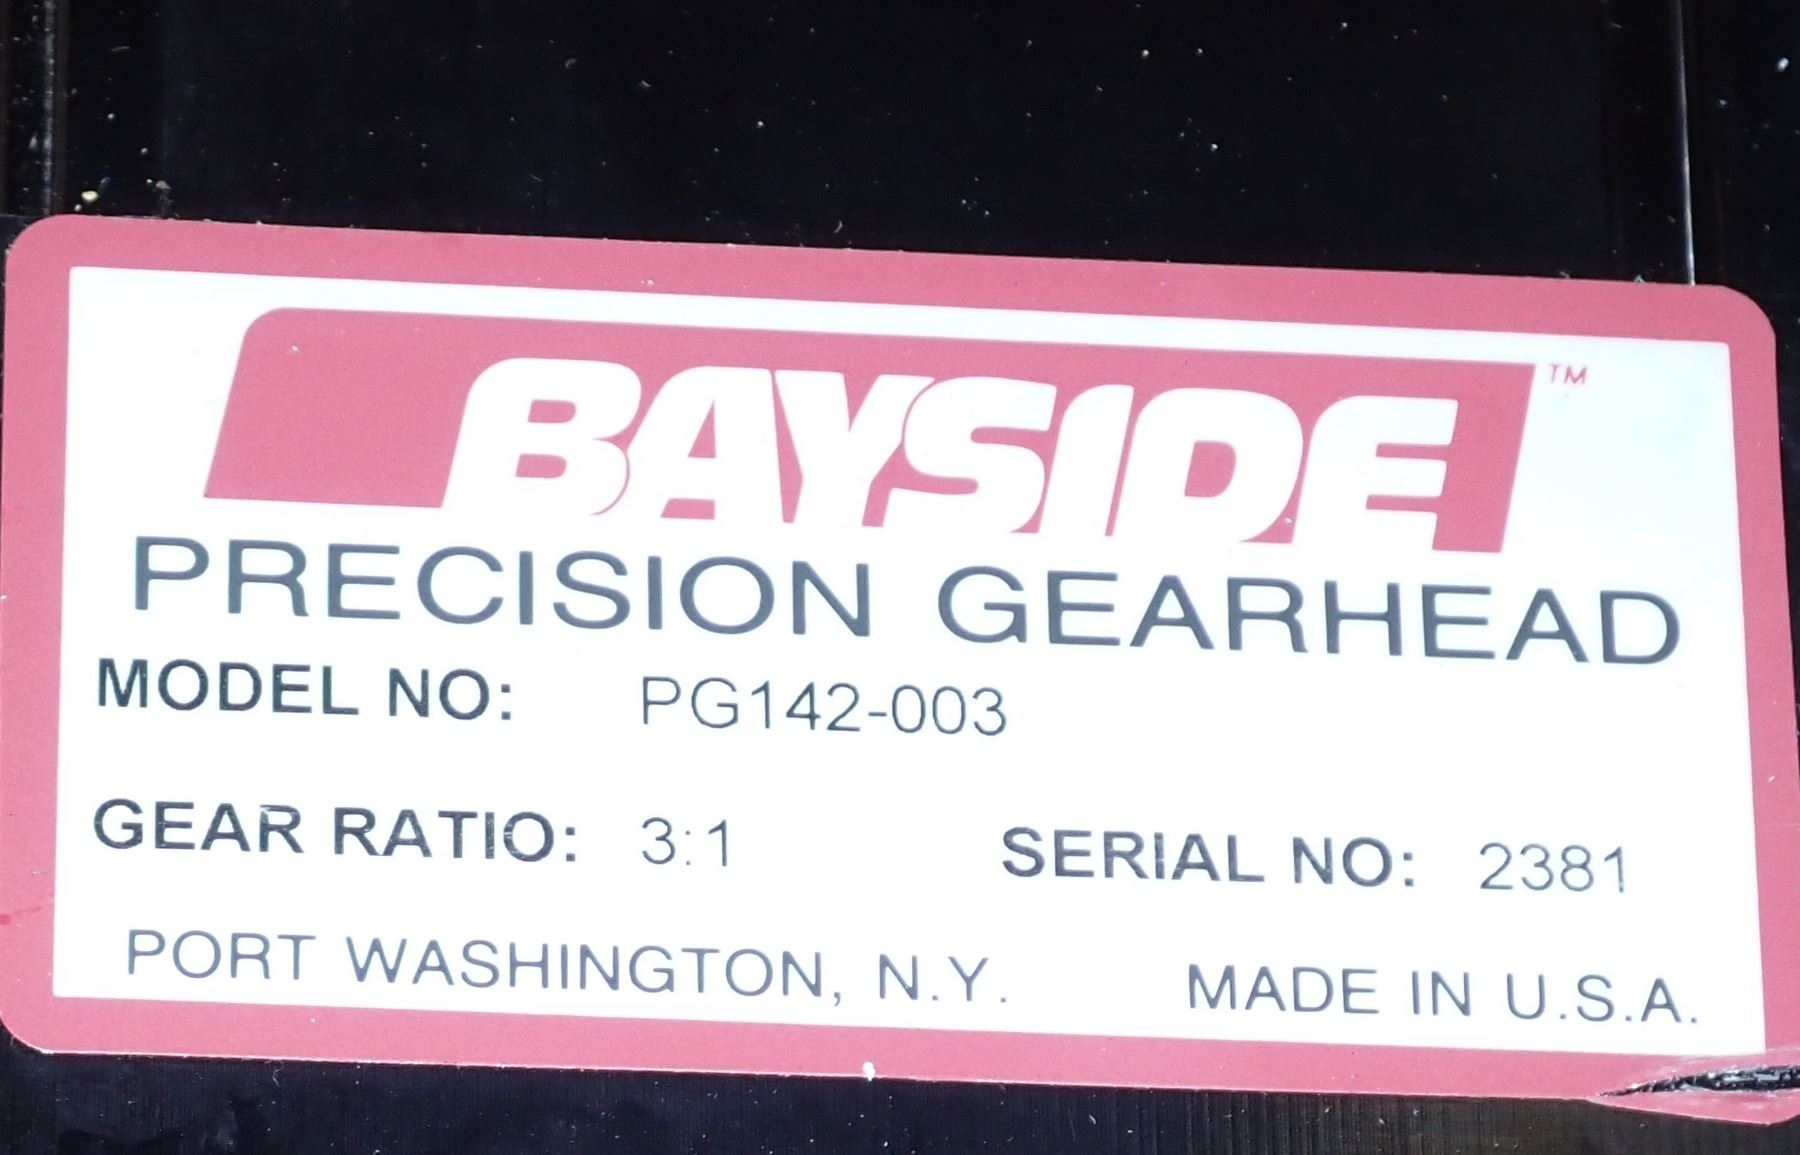 BAYSIDE™
PRECISION GEARHEAD
MODEL NO: PG142-003
GEAR RATIO: 3:1 SERIAL NO: 2381
PORT WASHINGTON, N.Y. MADE IN U.S.A.